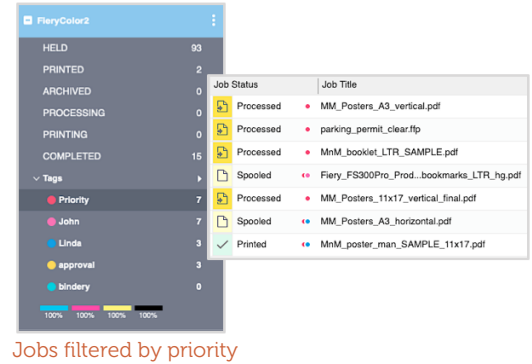 FieryColor2
HELD 93
PRINTED 2
ARCHIVED 0
PROCESSING 0
PRINTING 0
COMPLETED 15
Tags
Priority 7
John 7
Linda 3
approval 3
bindery 0
100% 100% 100% 100%
Job Status Job Title
Processed MM_Posters_A3_vertical.pdf
Processed parking_permit_clear.ffp
Processed MnM_booklet_LTR_SAMPLE.pdf
Spooled Fiery_FS300Pro_Prod...bookmarks_LTR_hg.pdf
Processed MM_Posters_11x17_vertical_final.pdf
Spooled MM_Posters_A3_horizontal.pdf
Printed MnM_poster_man_SAMPLE_11x17.pdf
Jobs filtered by priority